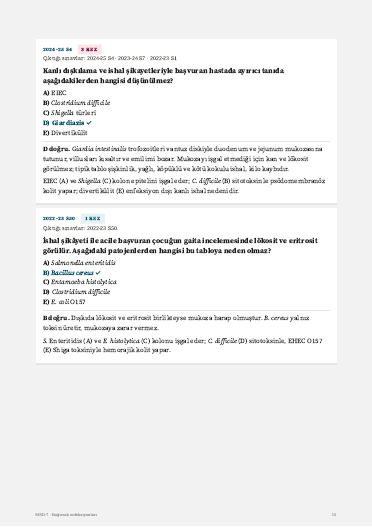 2024-25 S4 3 KEZ
Çıktığı sınavlar: 2024-25 S4 · 2023-24 S7 · 2022-23 S1
Kanlı dışkılama ve ishal şikayetleriyle başvuran hastada ayırıcı tanıda
aşağıdakilerden hangisi düşünülmez?
A) EIEC
B) Clostridium difficile
C) Shigella türleri
D) Giardiazis ✓
E) Divertikülit
D doğru. Giardia intestinalis trofozoitleri vantuz diskiyle duodenum ve jejunum mukozasına
tutunur, villusları kısaltır ve emilimi bozar. Mukozayı işgal etmediği için kan ve lökosit
görülmez; tipik tablo şişkinlik, yağlı, köpüklü ve kötü kokulu ishal, kilo kaybıdır.
EIEC (A) ve Shigella (C) kolon epitelini işgal eder; C. difficile (B) sitotoksinle psödomembranöz
kolit yapar; divertikülit (E) enfeksiyon dışı kanlı ishal nedenidir.
2022-23 S50 1 KEZ
Çıktığı sınavlar: 2022-23 S50
İshal şikâyeti ile acile başvuran çocuğun gaita incelemesinde lökosit ve eritrosit
görülür. Aşağıdaki patojenlerden hangisi bu tabloya neden olmaz?
A) Salmonella enteritidis
B) Bacillus cereus ✓
C) Entamoeba histolytica
D) Clostridium difficile
E) E. coli O157
B doğru. Dışkıda lökosit ve eritrosit birlikteyse mukoza harap olmuştur. B. cereus yalnız
toksin üretir, mukozaya zarar vermez.
S. Enteritidis (A) ve E. histolytica (C) kolonu işgal eder; C. difficile (D) sitotoksinle, EHEC O157
(E) Shiga toksiniyle hemorajik kolit yapar.